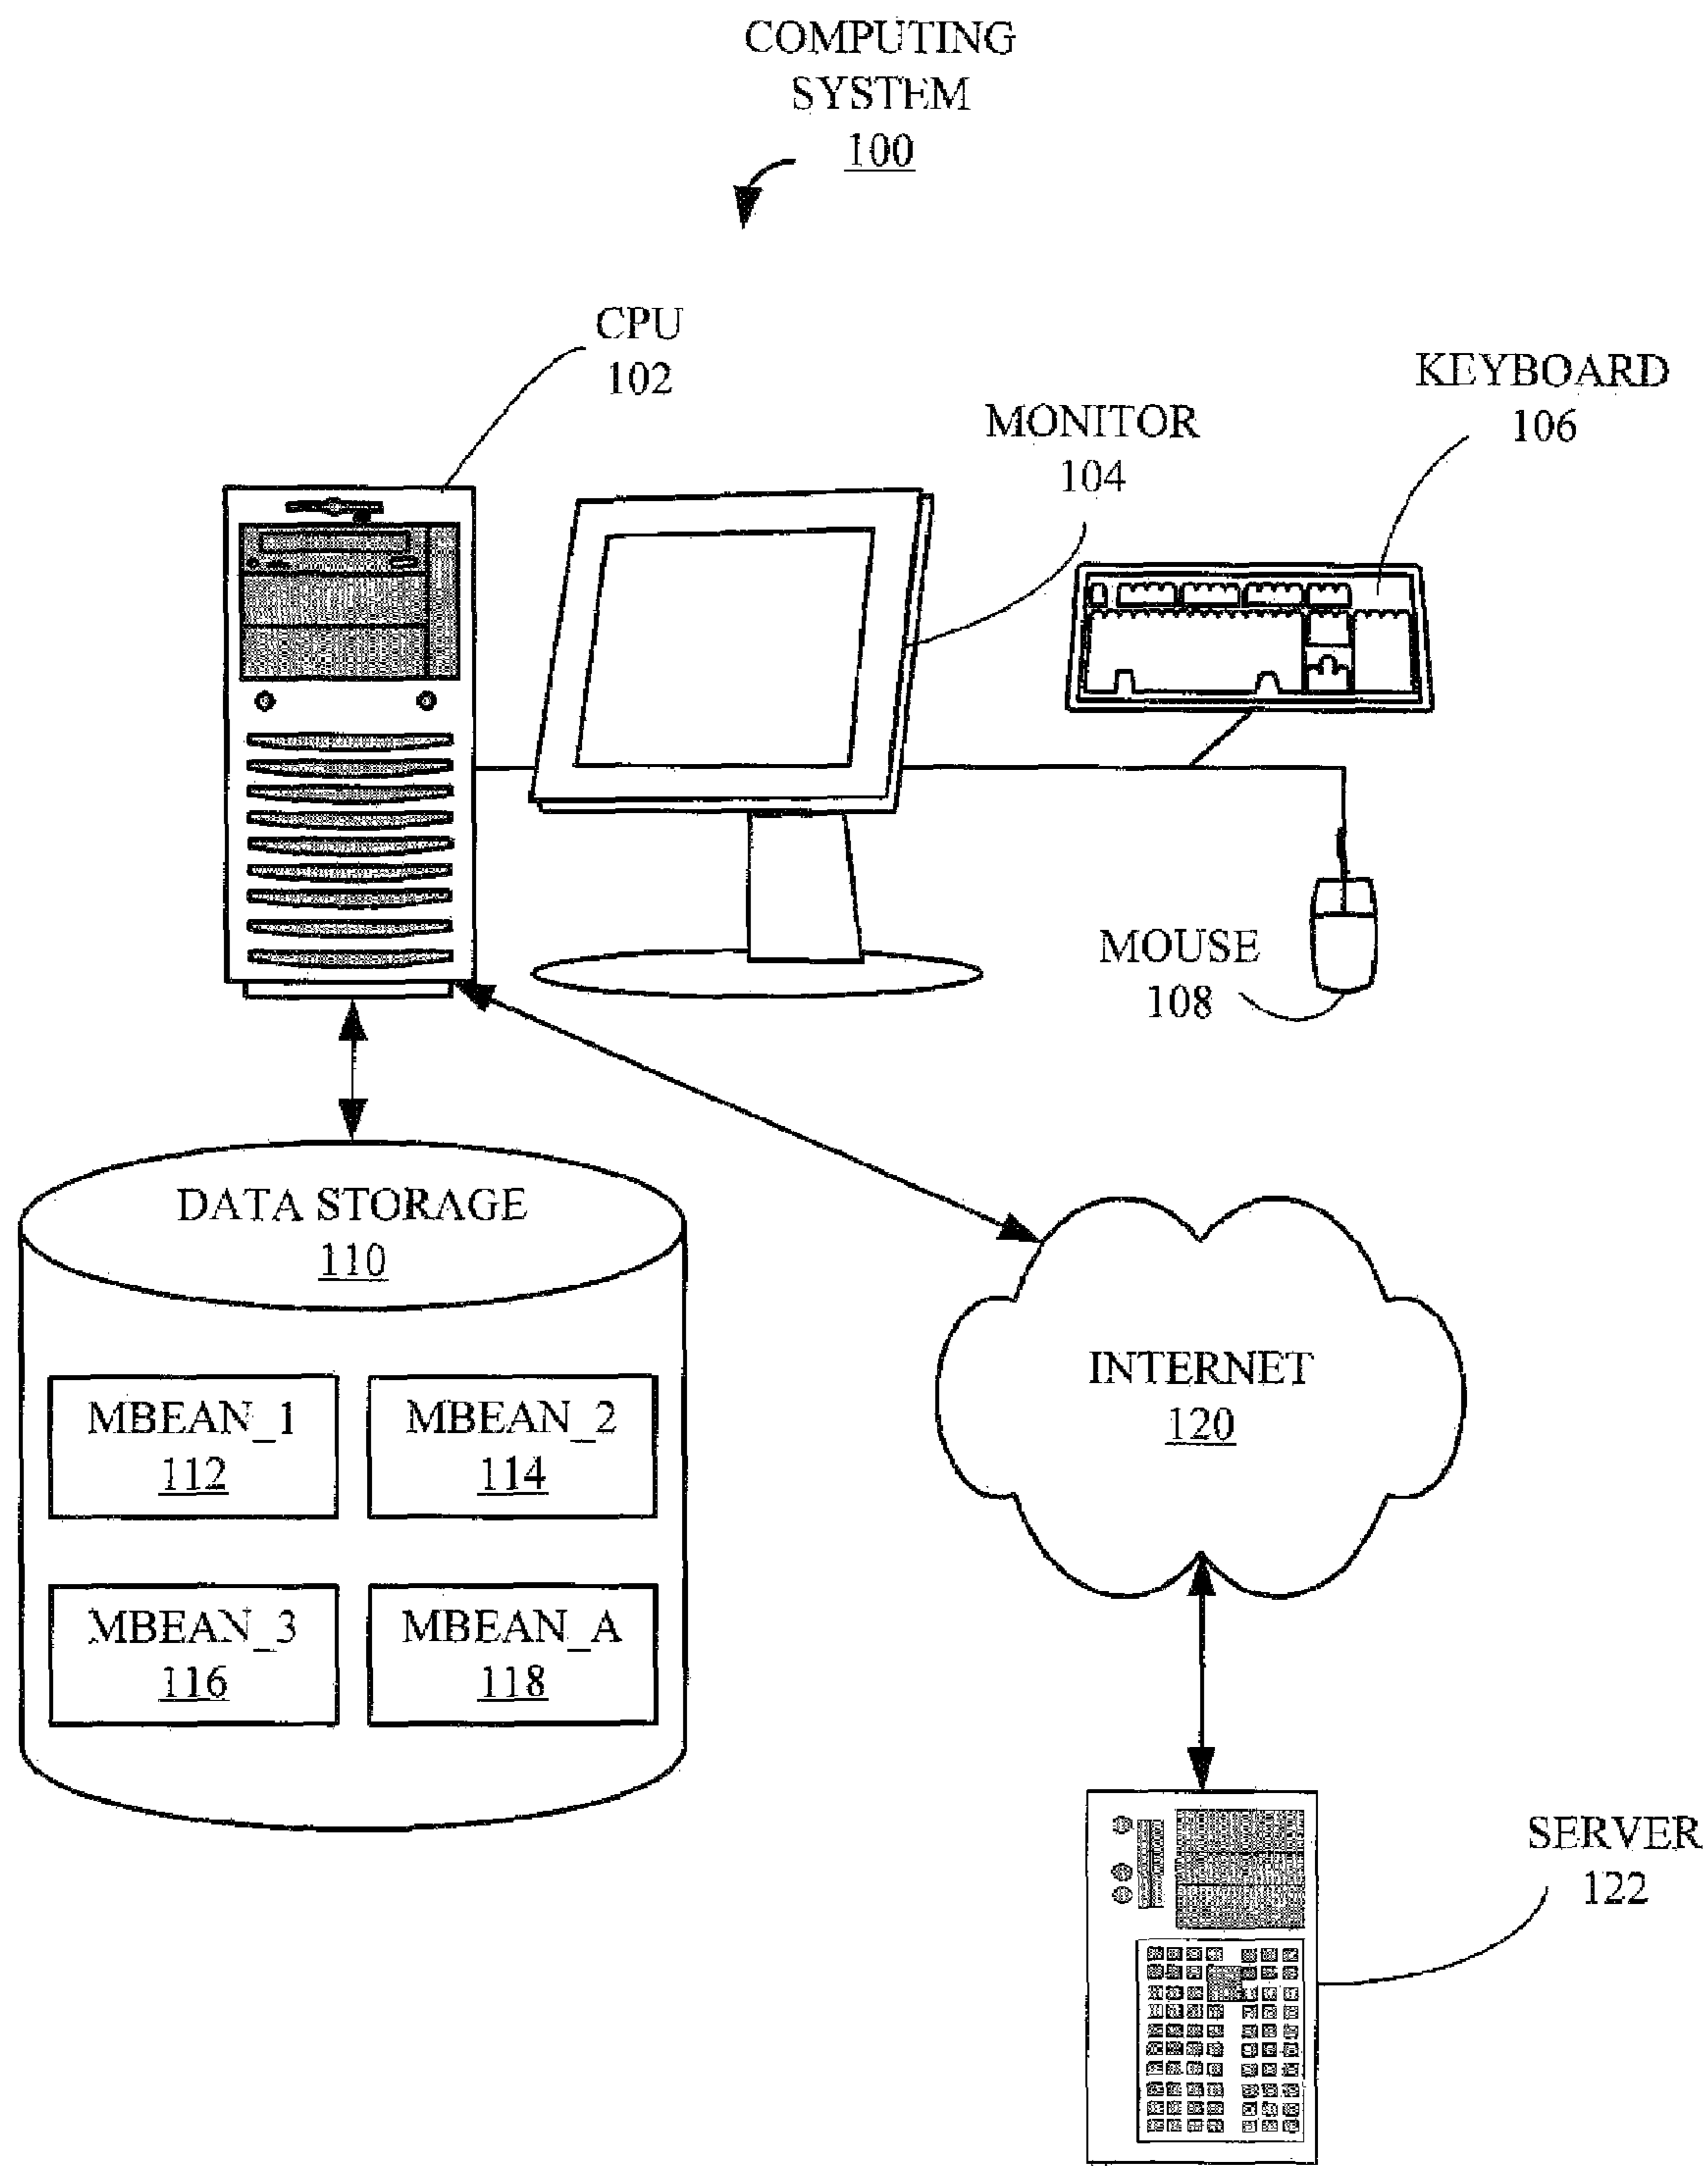 COMPUTING
SYSTEM
100
CPU
102
KEYBOARD
106
MONITOR
104
MOUSE
108
DATA STORAGE
110
INTERNET
120
MBEAN_1
112
MBEAN_2
114
MBEAN_3
116
MBEAN_A
118
SERVER
122